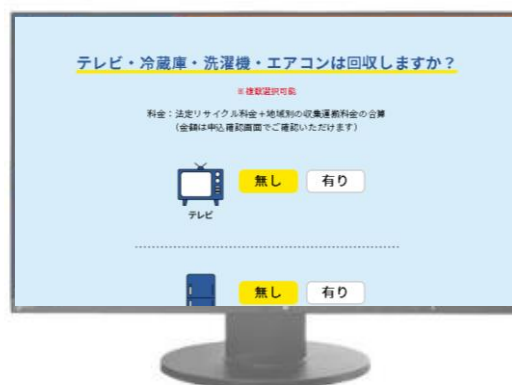 テレビ・冷蔵庫・洗濯機・エアコンは回収しますか？
※複数選択可能
料金：法定リサイクル料金＋地域別の収集運搬料金の合算
（金額は申込確認画面でご確認いただけます）
無し 有り
テレビ
無し 有り